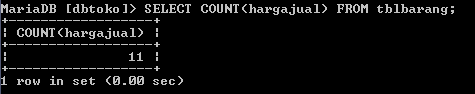 MariaDB [dbtoko]> SELECT COUNT(hargajual) FROM tblbarang;
+------------------+
| COUNT(hargajual) |
+------------------+
|               11 |
+------------------+
1 row in set (0.00 sec)